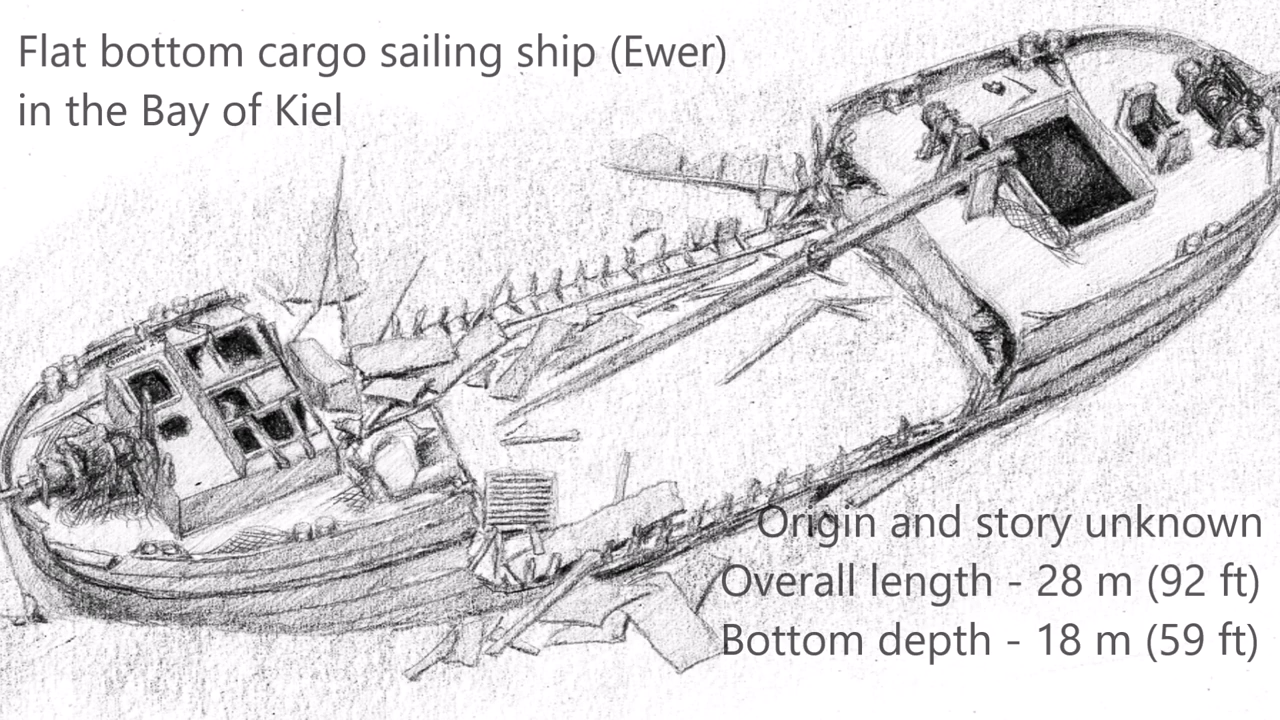 Flat bottom cargo sailing ship (Ewer)
in the Bay of Kiel
Origin and story unknown
Overall length - 28 m (92 ft)
Bottom depth - 18 m (59 ft)